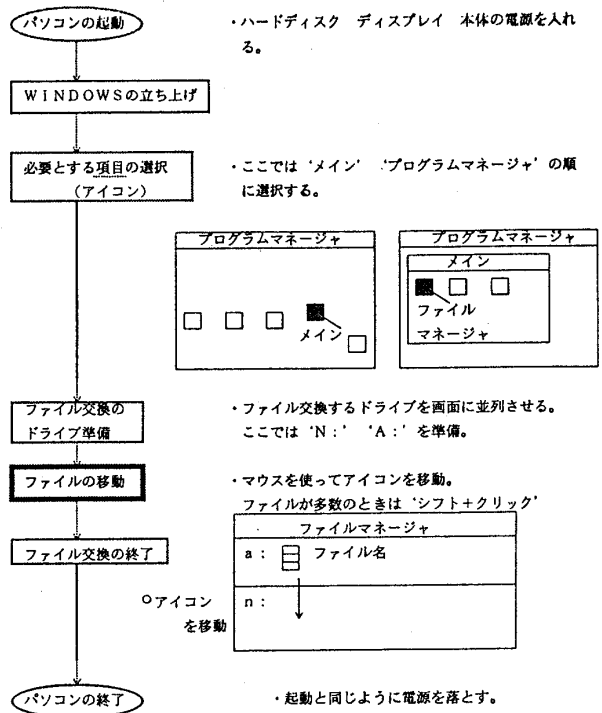 パソコンの起動
・ハードディスク ディスプレイ 本体の電源を入れ
る。
WINDOWSの立ち上げ
必要とする項目の選択
(アイコン)
・ここでは ‘メイン’ ‘プログラムマネージャ’ の順
に選択する。
プログラムマネージャ
メイン
プログラムマネージャ
メイン
ファイル
マネージャ
ファイル交換の
ドライブ準備
・ファイル交換するドライブを画面に並列させる。
ここでは ‘N:’ ‘A:’ を準備。
ファイルの移動
・マウスを使ってアイコンを移動。
ファイルが多数のときは ‘シフト+クリック’
ファイル交換の終了
ファイルマネージャ
a: ファイル名
n:
○アイコン
を移動
パソコンの終了
・起動と同じように電源を落とす。